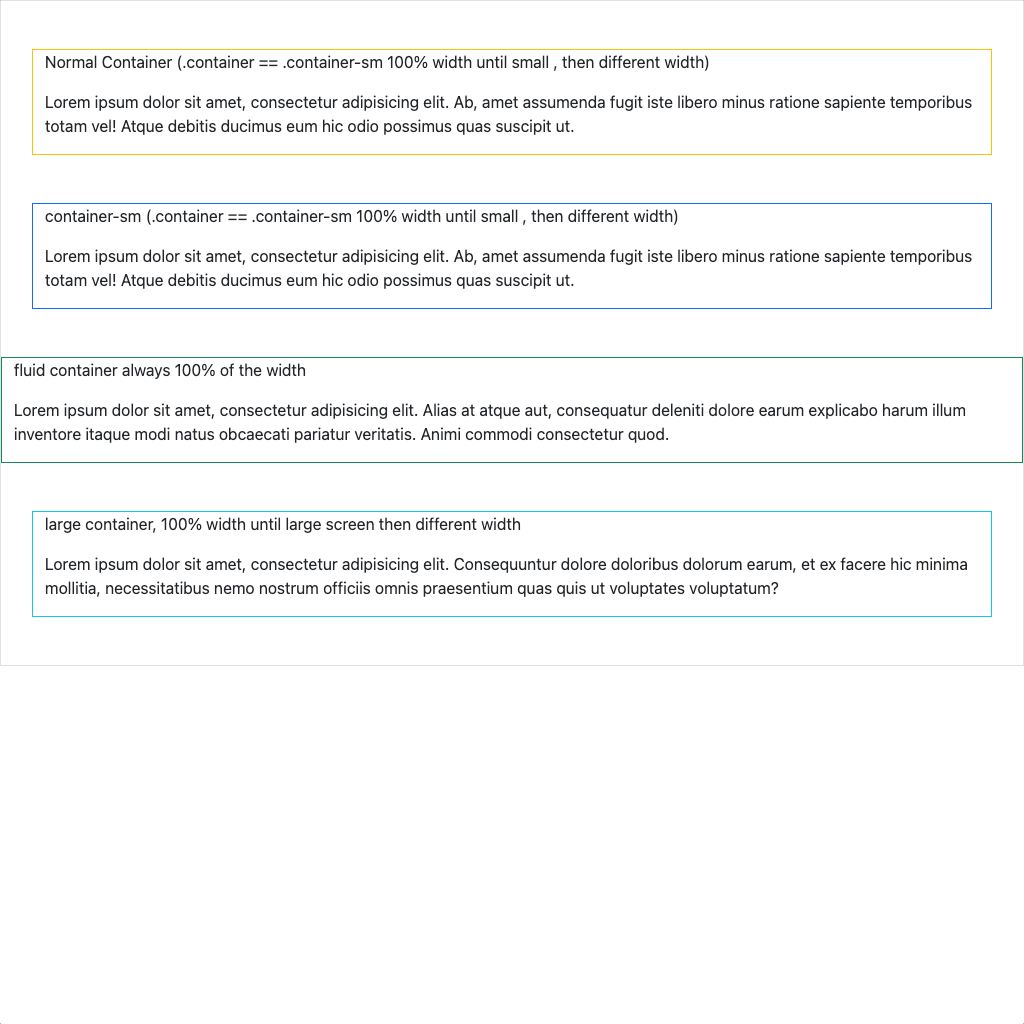 Normal Container (.container == .container-sm 100% width until small , then different width)
Lorem ipsum dolor sit amet, consectetur adipisicing elit. Ab, amet assumenda fugit iste libero minus ratione sapiente temporibus
totam vel! Atque debitis ducimus eum hic odio possimus quas suscipit ut.
container-sm (.container == .container-sm 100% width until small , then different width)
Lorem ipsum dolor sit amet, consectetur adipisicing elit. Ab, amet assumenda fugit iste libero minus ratione sapiente temporibus
totam vel! Atque debitis ducimus eum hic odio possimus quas suscipit ut.
fluid container always 100% of the width
Lorem ipsum dolor sit amet, consectetur adipisicing elit. Alias at atque aut, consequatur deleniti dolore earum explicabo harum illum
inventore itaque modi natus obcaecati pariatur veritatis. Animi commodi consectetur quod.
large container, 100% width until large screen then different width
Lorem ipsum dolor sit amet, consectetur adipisicing elit. Consequuntur dolore doloribus dolorum earum, et ex facere hic minima
mollitia, necessitatibus nemo nostrum officiis omnis praesentium quas quis ut voluptates voluptatum?